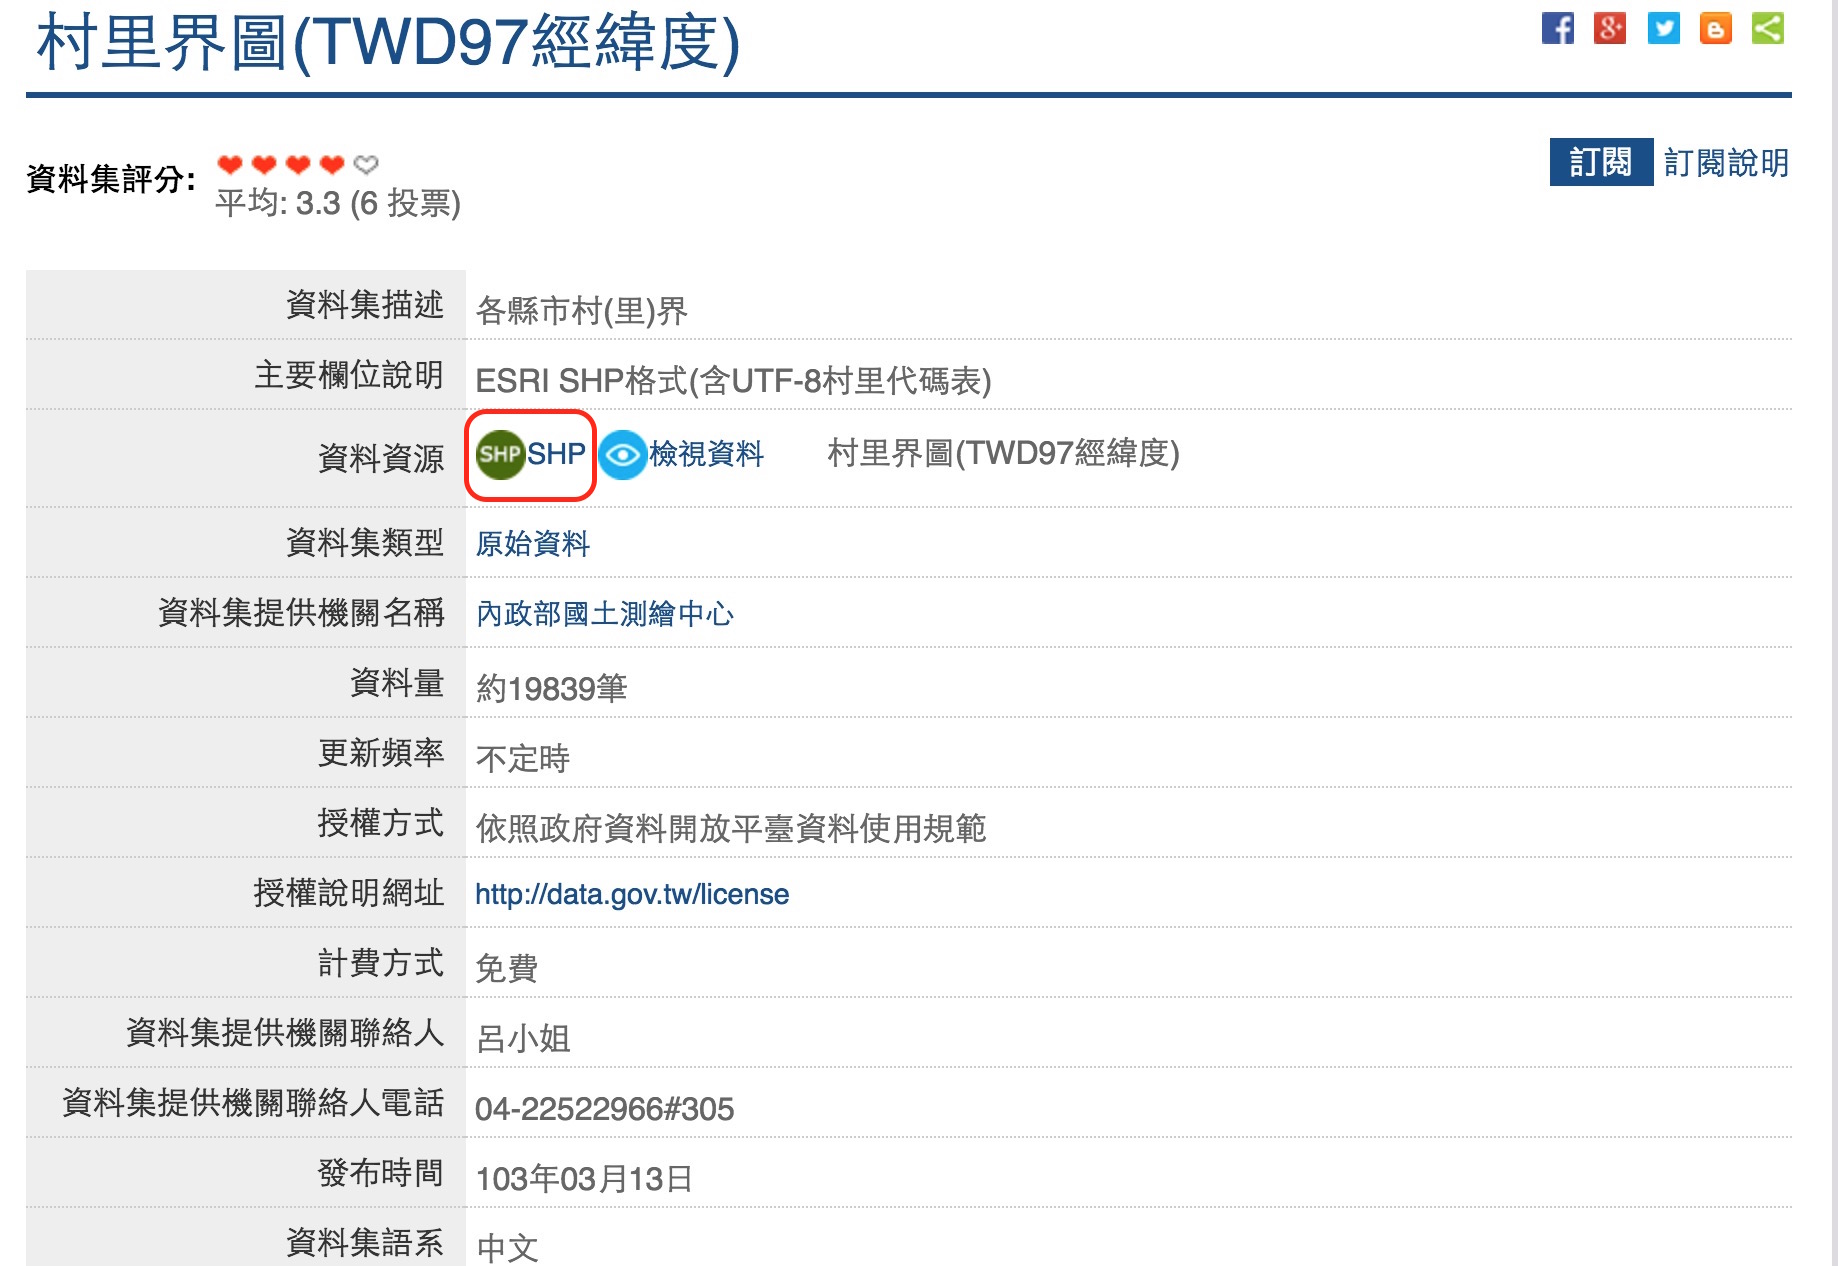 村里界圖(TWD97經緯度)
資料集評分:
平均: 3.3 (6 投票)
訂閱 訂閱說明
資料集描述 各縣市村(里)界
主要欄位說明 ESRI SHP格式(含UTF-8村里代碼表)
資料資源 SHP SHP 檢視資料 村里界圖(TWD97經緯度)
資料集類型 原始資料
資料集提供機關名稱 內政部國土測繪中心
資料量 約19839筆
更新頻率 不定時
授權方式 依照政府資料開放平臺資料使用規範
授權說明網址 http://data.gov.tw/license
計費方式 免費
資料集提供機關聯絡人 呂小姐
資料集提供機關聯絡人電話 04-22522966#305
發布時間 103年03月13日
資料集語系 中文